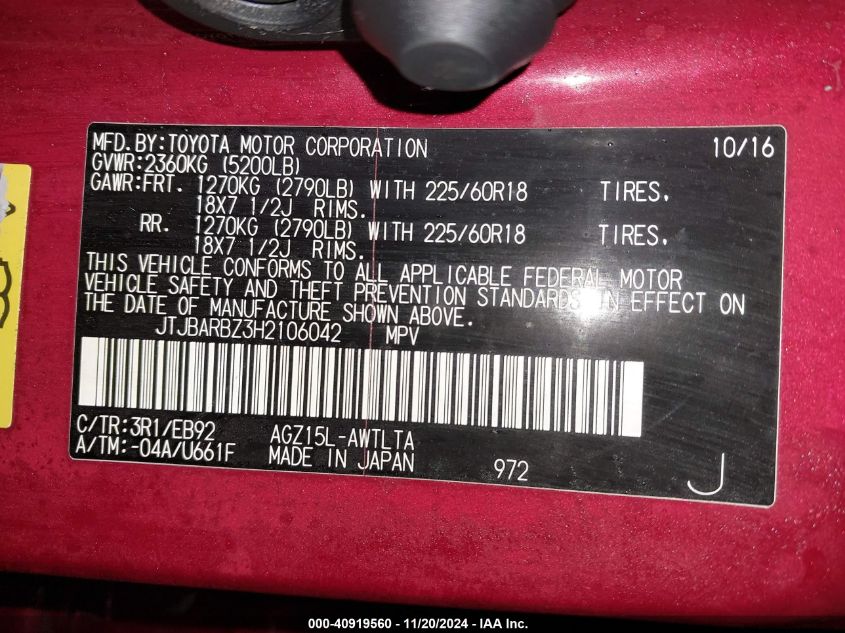 MFD.BY:TOYOTA MOTOR CORPORATION 10/16
GVWR:2360KG (5200LB)
GAWR:FRT. 1270KG (2790LB) WITH 225/60R18 TIRES,
18X7 1/2J RIMS.
RR. 1270KG (2790LB) WITH 225/60R18 TIRES,
18X7 1/2J RIMS.
THIS VEHICLE CONFORMS TO ALL APPLICABLE FEDERAL MOTOR
VEHICLE SAFETY AND THEFT PREVENTION STANDARDS IN EFFECT ON
THE DATE OF MANUFACTURE SHOWN ABOVE.
JTJBARBZ3H2106042 MPV
C/TR:3R1/EB92 AGZ15L-AWTLTA
A/TM:-04A/U661F MADE IN JAPAN 972 J
000-40919560 - 11/20/2024 - IAA Inc.